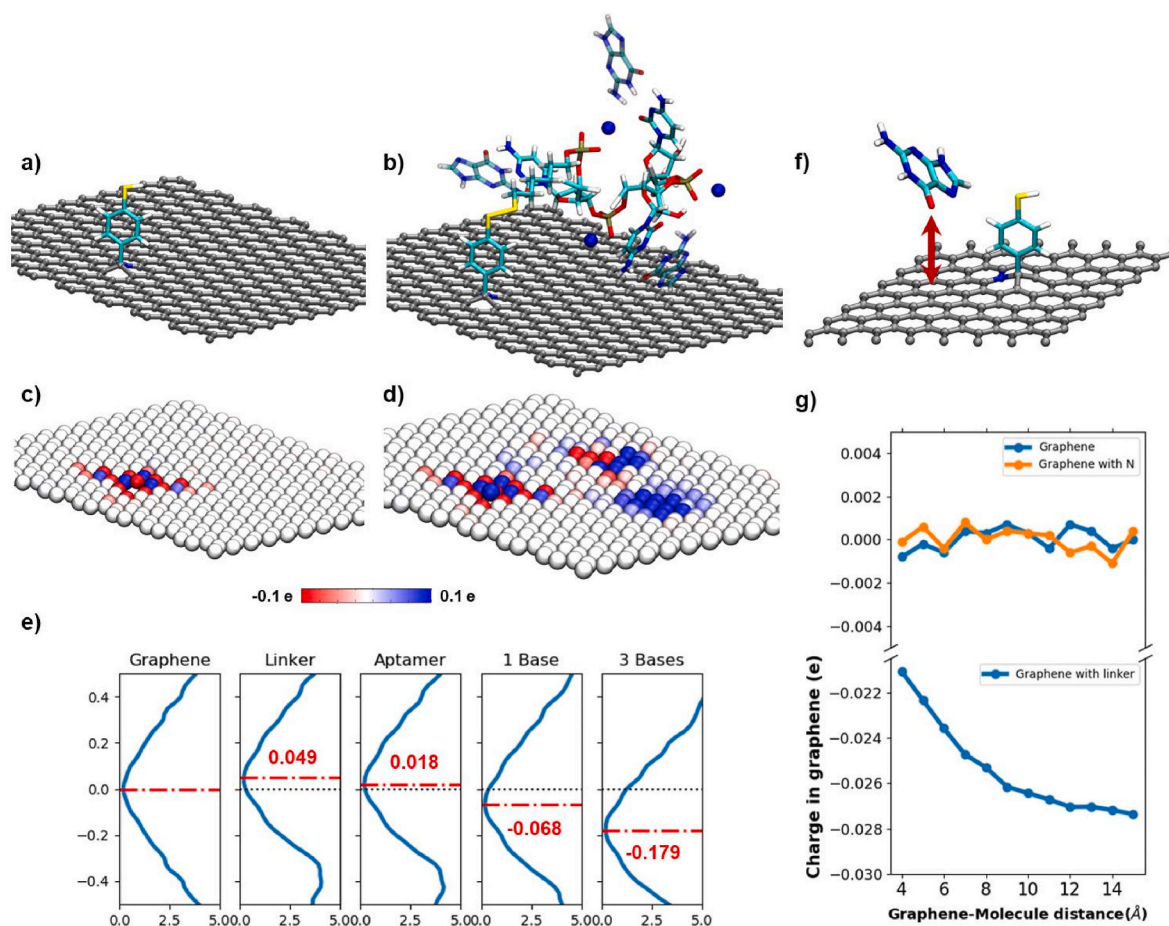 a)
b)
f)
c)
d)
g)
-0.1 e
0.1 e
e)
Graphene
Linker
Aptamer
1 Base
3 Bases
0.4
0.2
0.0
−0.2
−0.4
0.049
0.018
-0.068
-0.179
0.0 2.5 5.0
0.0 2.5 5.0
0.0 2.5 5.0
0.0 2.5 5.0
0.0 2.5 5.0
Graphene
Graphene with N
0.004
0.002
0.000
−0.002
−0.004
Graphene with linker
−0.022
−0.024
−0.026
−0.028
−0.030
Charge in graphene (e)
4 6 8 10 12 14
Graphene-Molecule distance(Å)